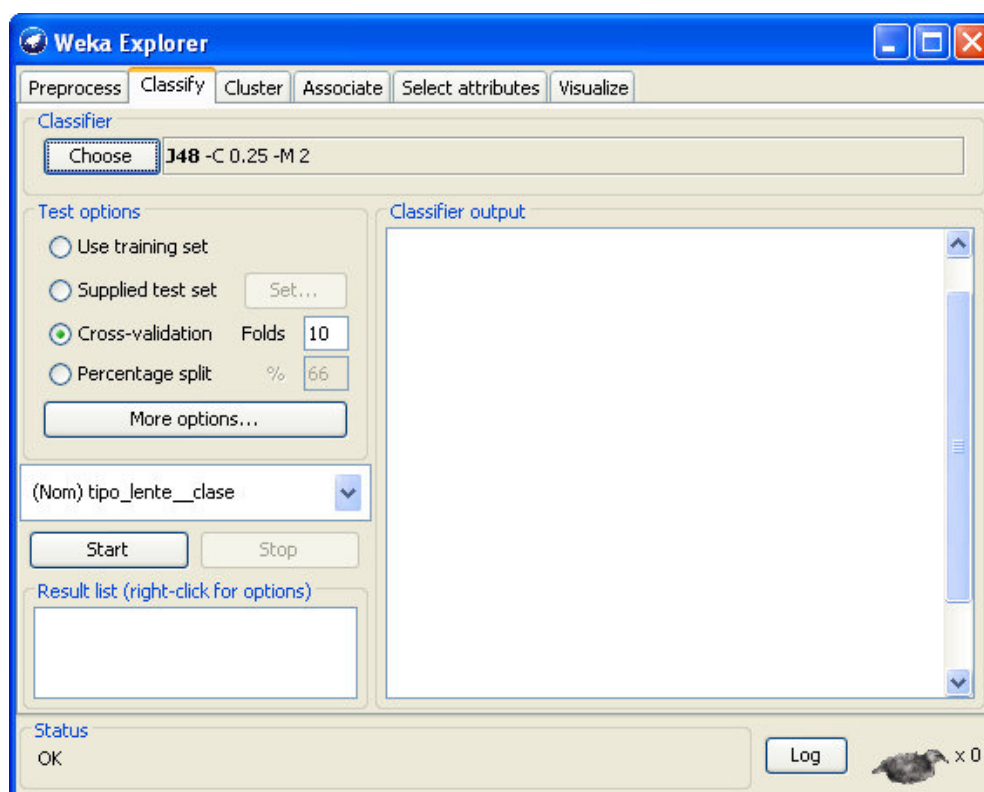 Weka Explorer
Preprocess Classify Cluster Associate Select attributes Visualize
Classifier
Choose J48 -C 0.25 -M 2
Test options
Use training set
Supplied test set Set...
Cross-validation Folds 10
Percentage split % 66
More options...
(Nom) tipo_lente__clase
Start Stop
Result list (right-click for options)
Classifier output
Status
OK
Log x 0